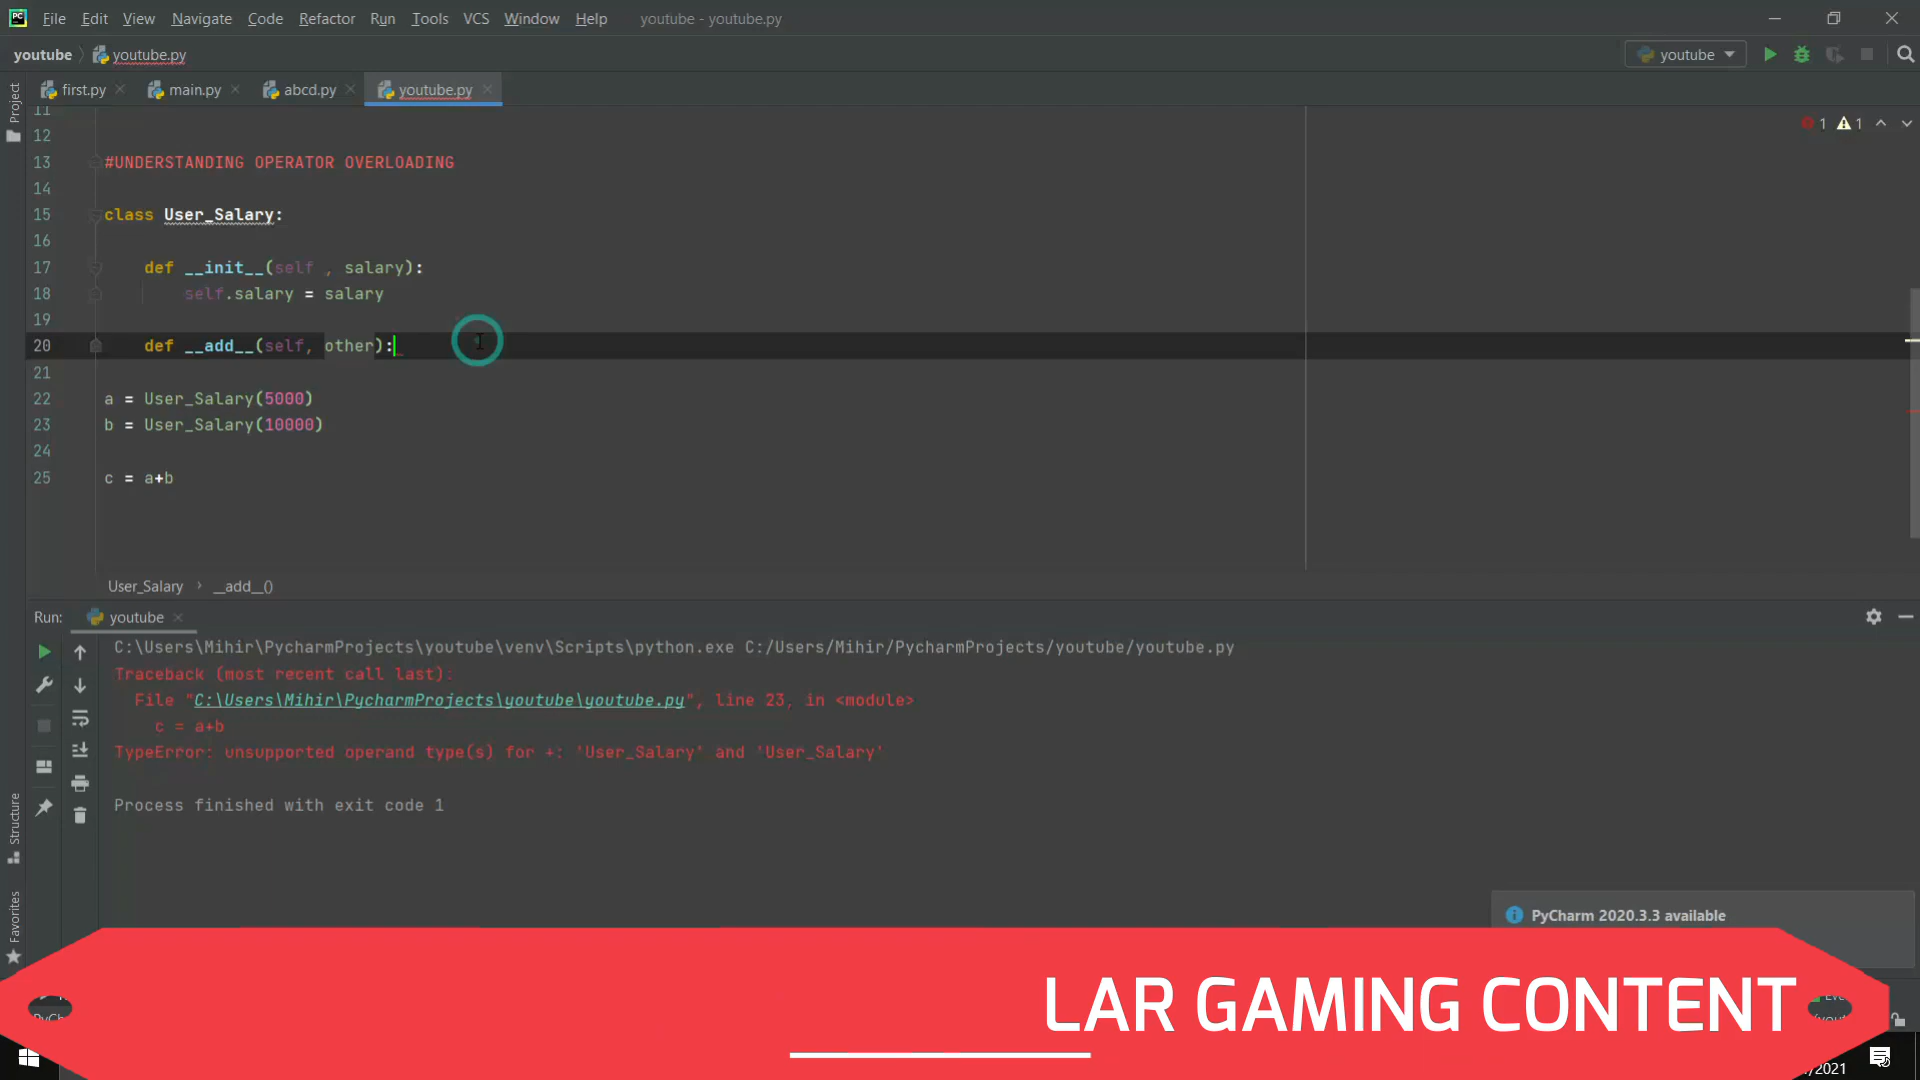 File Edit View Navigate Code Refactor Run Tools VCS Window Help youtube - youtube.py
youtube youtube.py youtube
first.py main.py abcd.py youtube.py
Project
11
12
1 1
13 #UNDERSTANDING OPERATOR OVERLOADING
14
15 class User_Salary:
16
17 def __init__(self , salary):
18 self.salary = salary
19
20 def __add__(self, other):
21
22 a = User_Salary(5000)
23 b = User_Salary(10000)
24
25 c = a+b
User_Salary › __add__()
Run: youtube
C:\Users\Mihir\PycharmProjects\youtube\venv\Scripts\python.exe C:/Users/Mihir/PycharmProjects/youtube/youtube.py
Traceback (most recent call last):
File "C:\Users\Mihir\PycharmProjects\youtube\youtube.py", line 23, in <module>
c = a+b
TypeError: unsupported operand type(s) for +: 'User_Salary' and 'User_Salary'
Process finished with exit code 1
Structure
Favorites
PyCharm 2020.3.3 available
LAR GAMING CONTENT
/2021